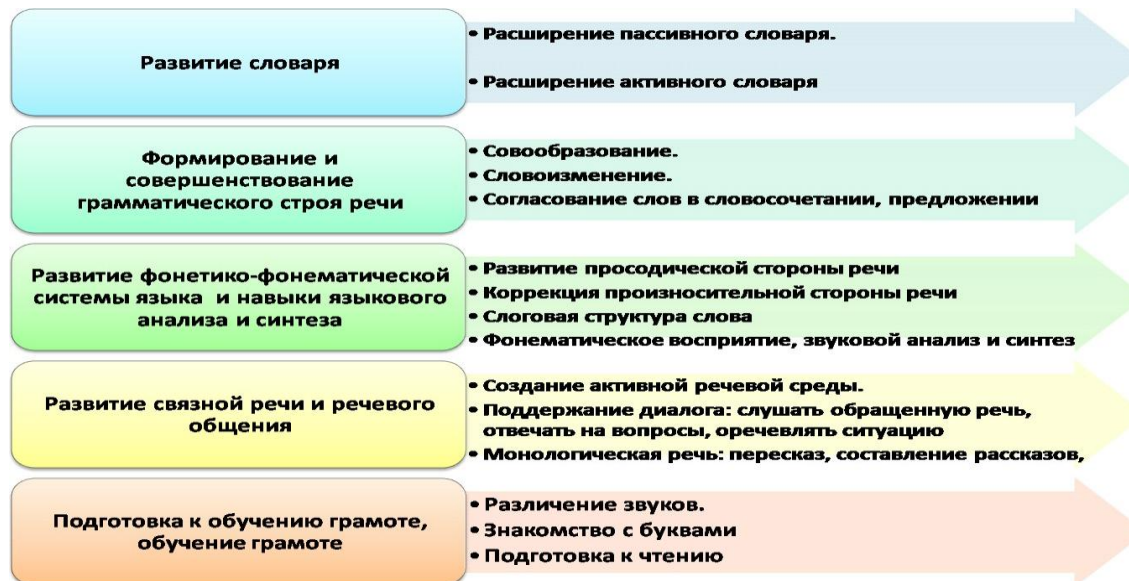 Развитие словаря
• Расширение пассивного словаря.
• Расширение активного словаря
Формирование и
совершенствование
грамматического строя речи
• Совообразование.
• Словоизменение.
• Согласование слов в словосочетании, предложении
Развитие фонетико-фонематической
системы языка и навыки языкового
анализа и синтеза
• Развитие просодической стороны речи
• Коррекция произносительной стороны речи
• Слоговая структура слова
• Фонематическое восприятие, звуковой анализ и синтез
Развитие связной речи и речевого
общения
• Создание активной речевой среды.
• Поддержание диалога: слушать обращенную речь,
отвечать на вопросы, оречевлять ситуацию
• Монологическая речь: пересказ, составление рассказов,
Подготовка к обучению грамоте,
обучение грамоте
• Различение звуков.
• Знакомство с буквами
• Подготовка к чтению